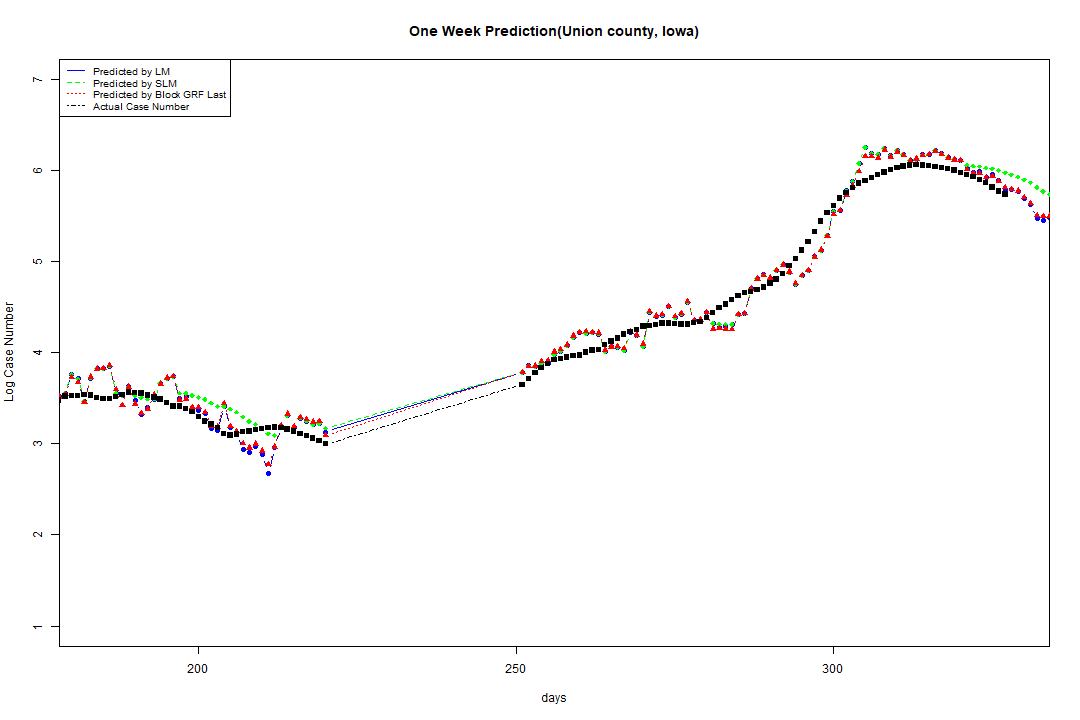 One Week Prediction(Union county, Iowa)
Predicted by LM
Predicted by SLM
Predicted by Block GRF Last
Actual Case Number
7
6
5
4
3
2
1
Log Case Number
200
250
300
days